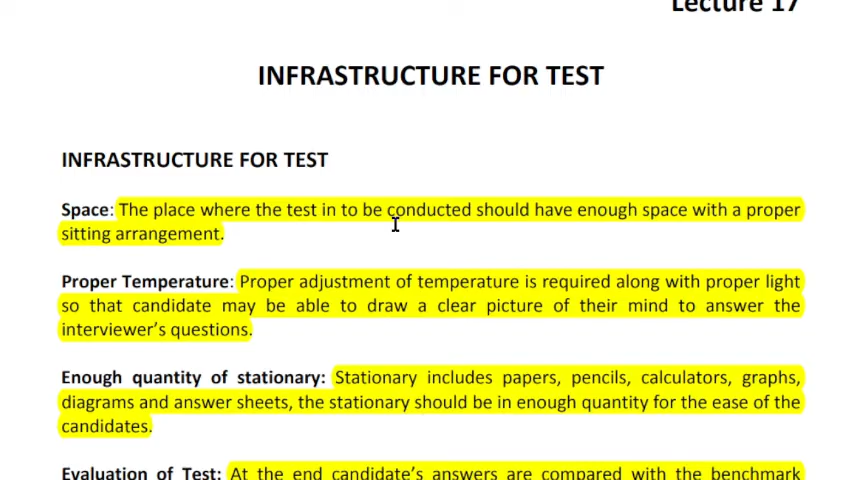 Lecture 17
INFRASTRUCTURE FOR TEST
INFRASTRUCTURE FOR TEST
Space: The place where the test in to be conducted should have enough space with a proper
sitting arrangement.
Proper Temperature: Proper adjustment of temperature is required along with proper light
so that candidate may be able to draw a clear picture of their mind to answer the
interviewer’s questions.
Enough quantity of stationary: Stationary includes papers, pencils, calculators, graphs,
diagrams and answer sheets, the stationary should be in enough quantity for the ease of the
candidates.
Evaluation of Test: At the end candidate’s answers are compared with the benchmark